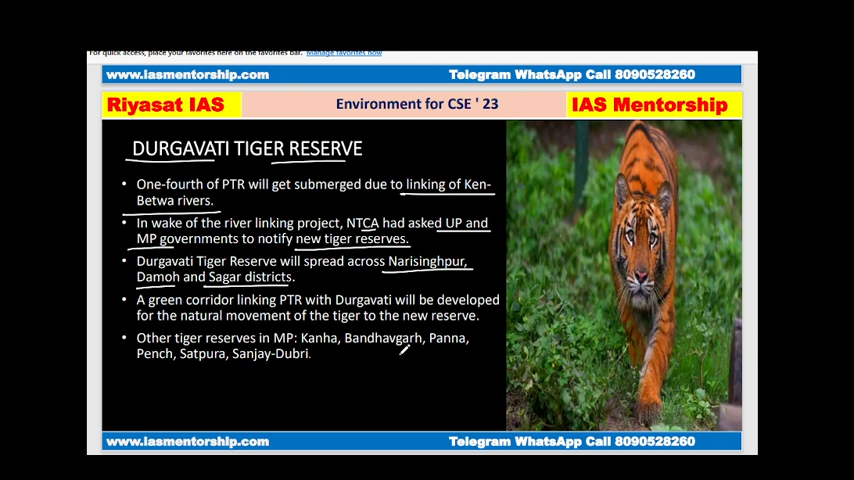 For quick access, place your favorites here on the favorites bar. Manage favorites now
www.iasmentorship.com Telegram WhatsApp Call 8090528260
Riyasat IAS Environment for CSE ' 23 IAS Mentorship
DURGAVATI TIGER RESERVE
• One-fourth of PTR will get submerged due to linking of Ken-
Betwa rivers.
• In wake of the river linking project, NTCA had asked UP and
MP governments to notify new tiger reserves.
• Durgavati Tiger Reserve will spread across Narisinghpur,
Damoh and Sagar districts.
• A green corridor linking PTR with Durgavati will be developed
for the natural movement of the tiger to the new reserve.
• Other tiger reserves in MP: Kanha, Bandhavgarh, Panna,
Pench, Satpura, Sanjay-Dubri.
www.iasmentorship.com Telegram WhatsApp Call 8090528260